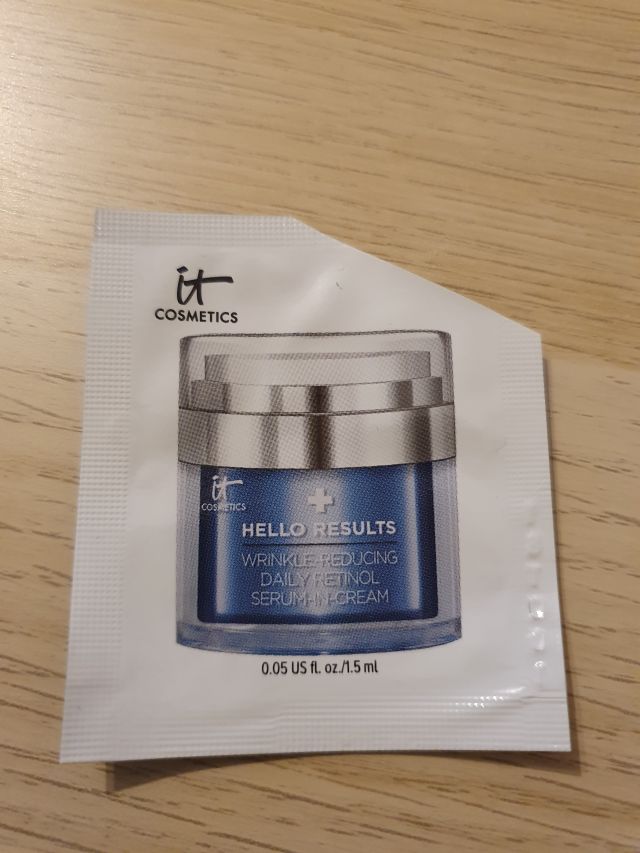 it
COSMETICS
it
COSMETICS
HELLO RESULTS
WRINKLE-REDUCING
DAILY RETINOL
SERUM-IN-CREAM
0.05 US fl. oz./1.5 ml